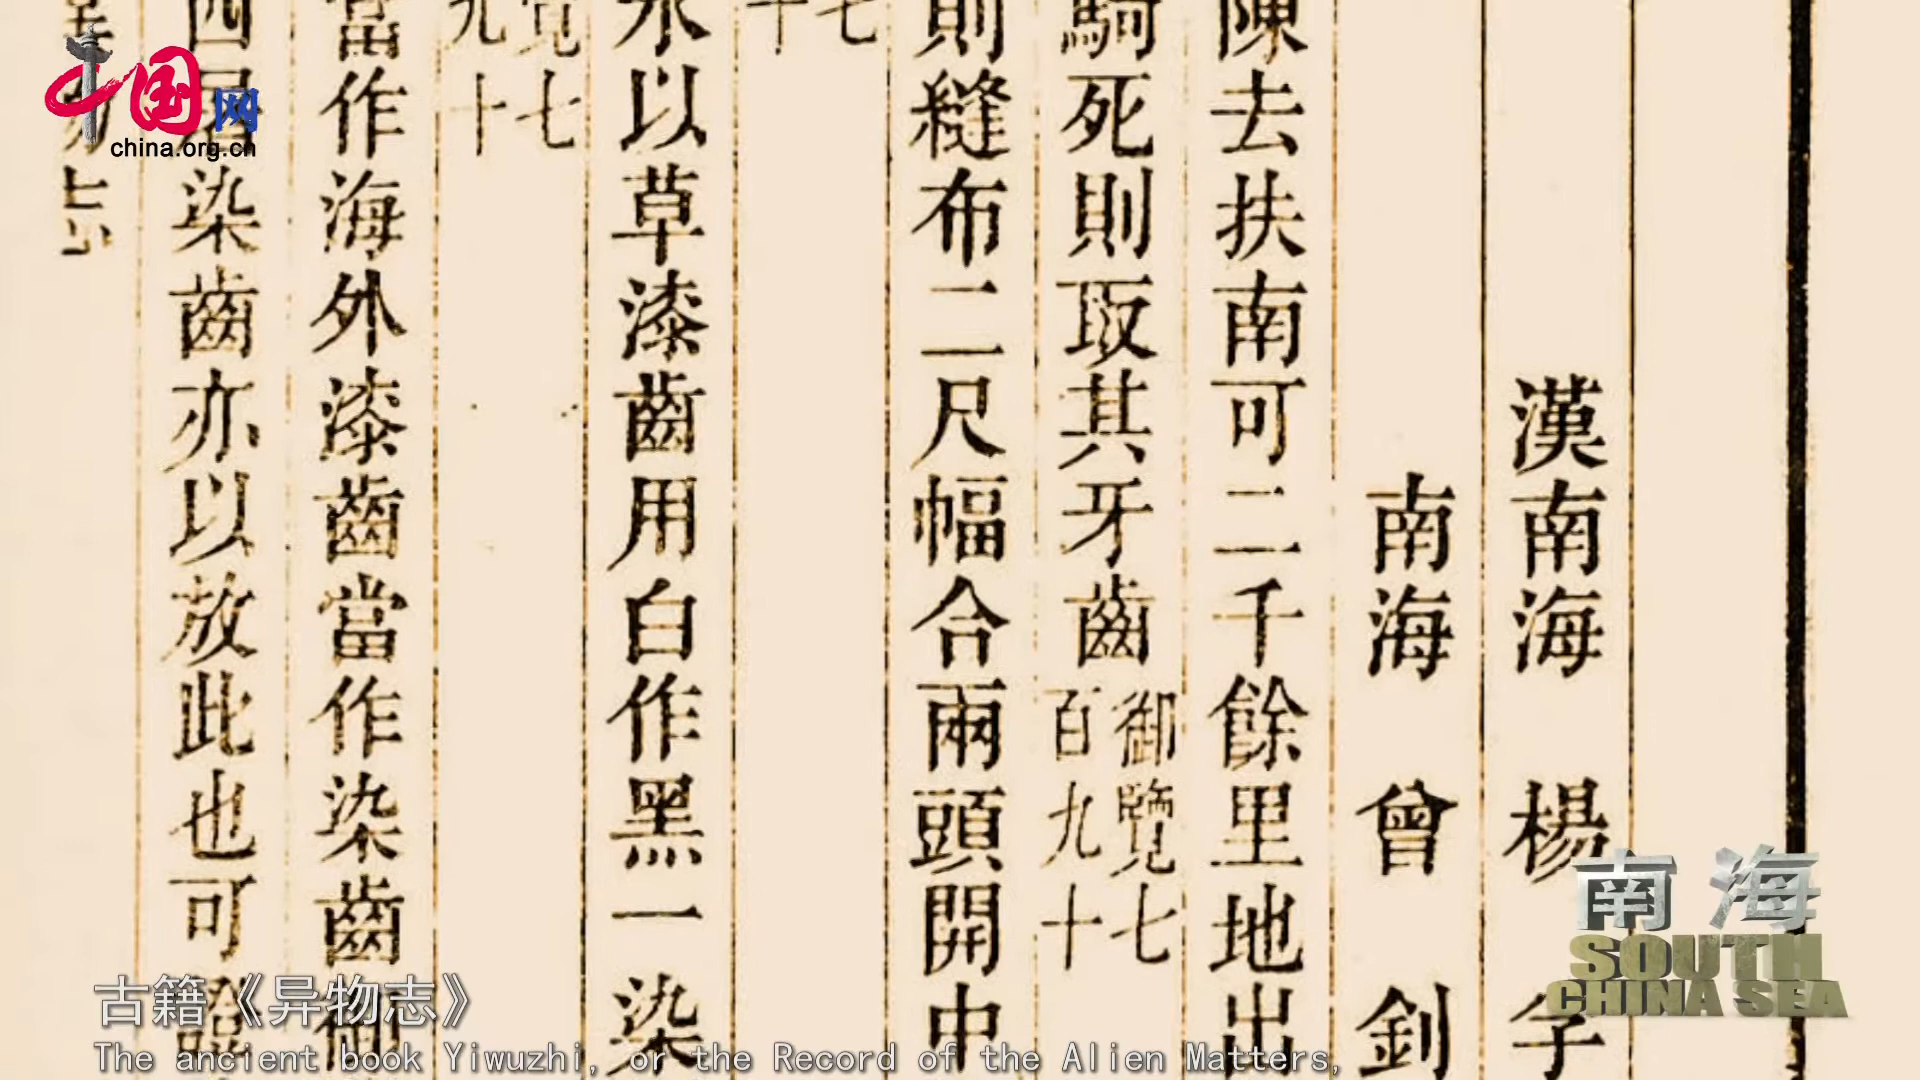 漢南海 楊 孚
南海 曾 釗
陳去扶南可二千餘里地出
騎死則取其牙齒御覽七百九十
則縫布二尺幅合兩頭開中
七
十
以草漆齒用白作黑一染
覽七
九十
當作海外漆齒當作染齒御
染齒亦以放此也可證
物志
中国网
china.org.cn
南海
SOUTH
CHINA SEA
古籍《异物志》
The ancient book Yiwuzhi, or the Record of the Alien Matters,